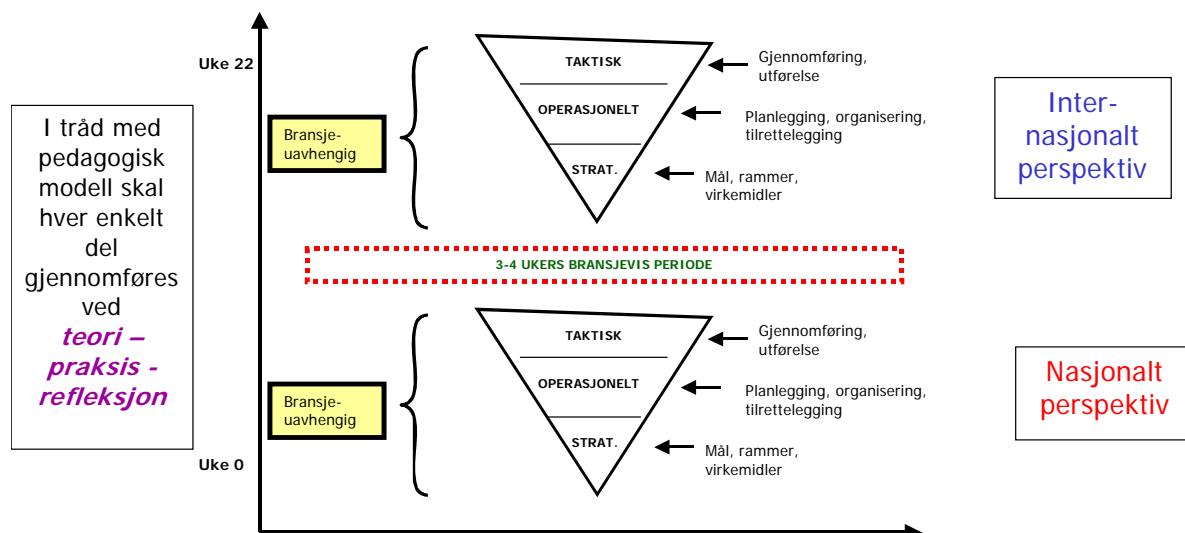 Uke 22
I tråd med
pedagogisk
modell skal
hver enkelt
del
gjennomføres
ved
teori –
praksis -
refleksjon
Bransje-
uavhengig
TAKTISK
OPERASJONELT
STRAT.
Gjennomføring,
utførelse
Planlegging, organisering,
tilrettelegging
Mål, rammer,
virkemidler
Inter-
nasjonalt
perspektiv
3-4 UKERS BRANSJEVIS PERIODE
Bransje-
uavhengig
TAKTISK
OPERASJONELT
STRAT.
Gjennomføring,
utførelse
Planlegging, organisering,
tilrettelegging
Mål, rammer,
virkemidler
Nasjonalt
perspektiv
Uke 0